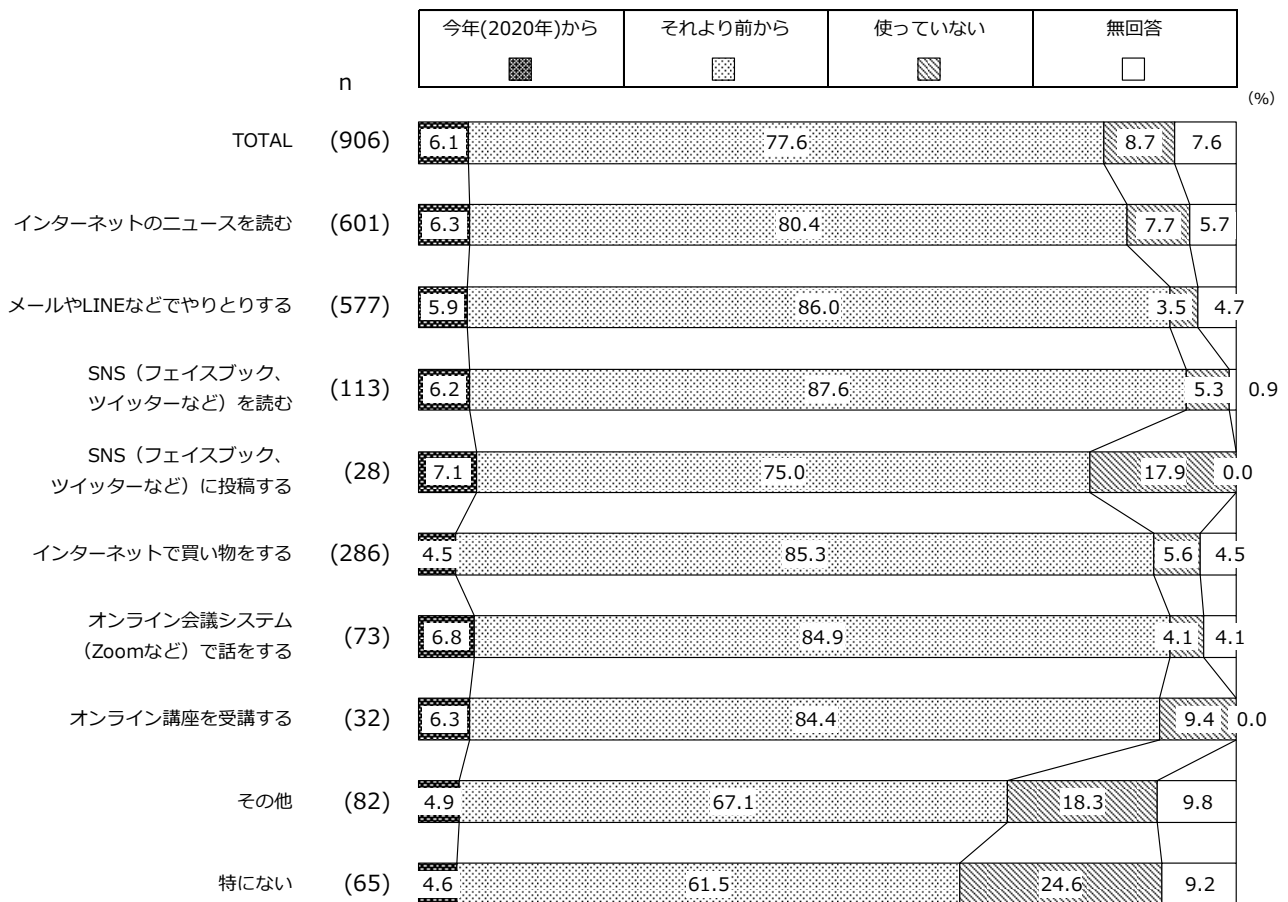 今年(2020年)から それより前から 使っていない 無回答
n
(%)
TOTAL (906) 6.1 77.6 8.7 7.6
インターネットのニュースを読む (601) 6.3 80.4 7.7 5.7
メールやLINEなどでやりとりする (577) 5.9 86.0 3.5 4.7
SNS（フェイスブック、
ツイッターなど）を読む (113) 6.2 87.6 5.3 0.9
SNS（フェイスブック、
ツイッターなど）に投稿する (28) 7.1 75.0 17.9 0.0
インターネットで買い物をする (286) 4.5 85.3 5.6 4.5
オンライン会議システム
（Zoomなど）で話をする (73) 6.8 84.9 4.1 4.1
オンライン講座を受講する (32) 6.3 84.4 9.4 0.0
その他 (82) 4.9 67.1 18.3 9.8
特にない (65) 4.6 61.5 24.6 9.2